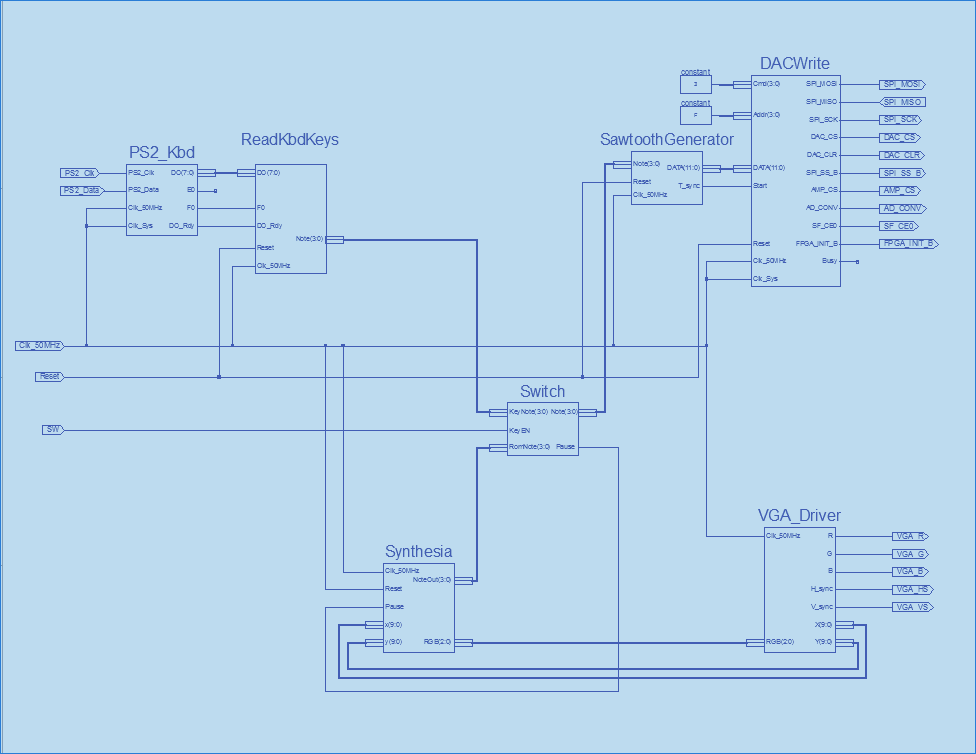 DACWrite
constant
3
Cmd(3:0)
SPI_MOSI
SPI_MOSI
SPI_MISO
SPI_MISO
constant
F
Addr(3:0)
SPI_SCK
SPI_SCK
DAC_CS
DAC_CS
DAC_CLR
DAC_CLR
DATA(11:0)
SPI_SS_B
SPI_SS_B
Start
AMP_CS
AMP_CS
AD_CONV
AD_CONV
SF_CE0
SF_CE0
Reset
FPGA_INIT_B
FPGA_INIT_B
Clk_50MHz
Busy
Clk_Sys
SawtoothGenerator
Note(3:0)
DATA(11:0)
Reset
T_sync
Clk_50MHz
ReadKbdKeys
DO(7:0)
F0
DO_Rdy
Note(3:0)
Reset
Clk_50MHz
PS2_Kbd
PS2_Clk
PS2_Clk
DO(7:0)
PS2_Data
PS2_Data
E0
Clk_50MHz
F0
Clk_Sys
DO_Rdy
Clk_50MHz
Reset
SW
Switch
KeyNote(3:0)
Note(3:0)
KeyEN
RomNote(3:0)
Pause
Synthesia
Clk_50MHz
NoteOut(3:0)
Reset
Pause
x(9:0)
y(9:0)
RGB(2:0)
VGA_Driver
Clk_50MHz
R
VGA_R
G
VGA_G
B
VGA_B
H_sync
VGA_HS
V_sync
VGA_VS
X(9:0)
RGB(2:0)
Y(9:0)